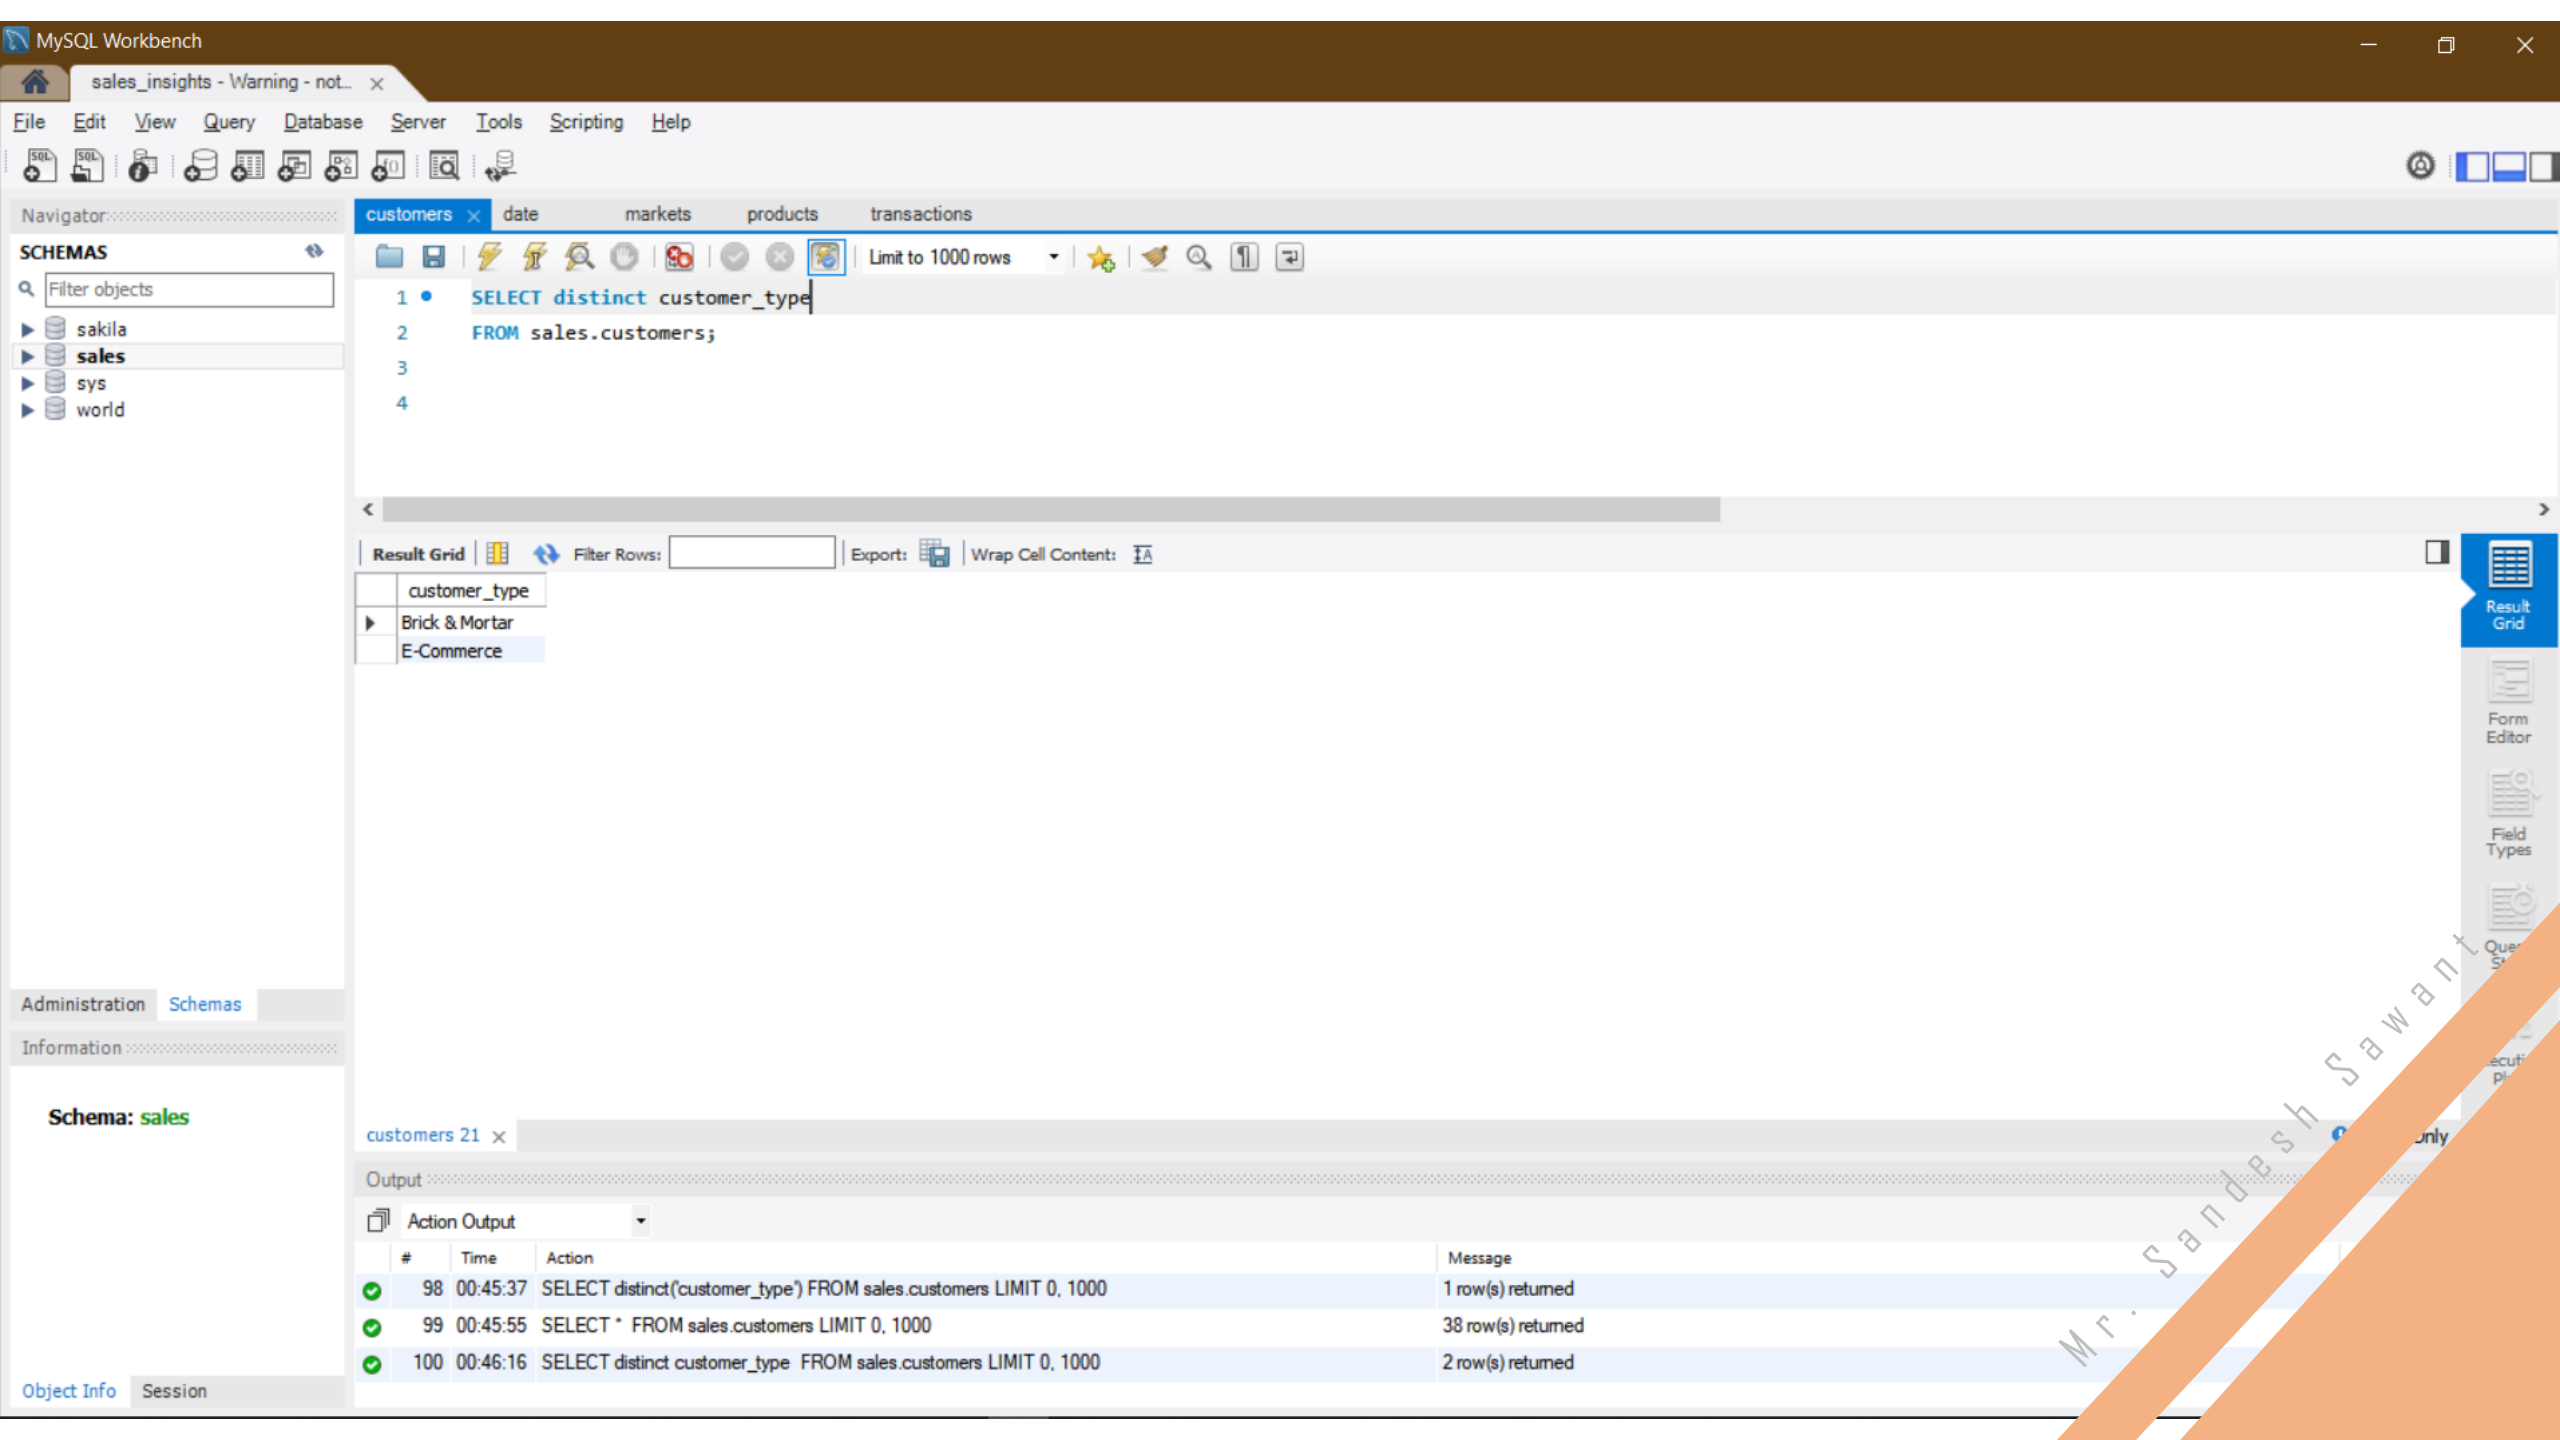 MySQL Workbench
sales_insights - Warning - not...
File Edit View Query Database Server Tools Scripting Help
Navigator
SCHEMAS
Filter objects
sakila
sales
sys
world
Administration Schemas
Information
Schema: sales
Object Info Session
customers date markets products transactions
Limit to 1000 rows
1 SELECT distinct customer_type
2 FROM sales.customers;
3
4
Result Grid Filter Rows: Export: Wrap Cell Content:
customer_type
Brick & Mortar
E-Commerce
Result
Grid
Form
Editor
Field
Types
customers 21
Output
Action Output
# Time Action Message
98 00:45:37 SELECT distinct('customer_type') FROM sales.customers LIMIT 0, 1000 1 row(s) returned
99 00:45:55 SELECT * FROM sales.customers LIMIT 0, 1000 38 row(s) returned
100 00:46:16 SELECT distinct customer_type FROM sales.customers LIMIT 0, 1000 2 row(s) returned
Mr. Sandesh Sawant